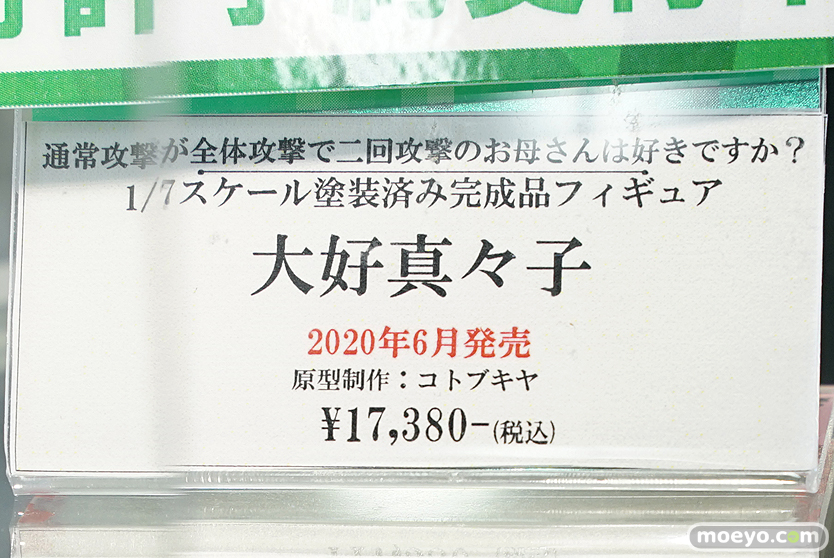 通常攻撃が全体攻撃で二回攻撃のお母さんは好きですか？
1/7スケール塗装済み完成品フィギュア
大好真々子
2020年6月発売
原型制作：コトブキヤ
¥17,380-(税込)
moeyo.com